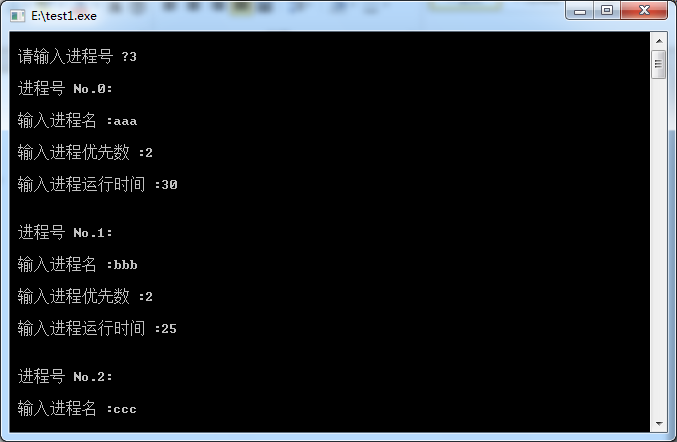 E:\test1.exe
请输入进程号 ?3
进程号 No.0:
输入进程名 :aaa
输入进程优先数 :2
输入进程运行时间 :30
进程号 No.1:
输入进程名 :bbb
输入进程优先数 :2
输入进程运行时间 :25
进程号 No.2:
输入进程名 :ccc